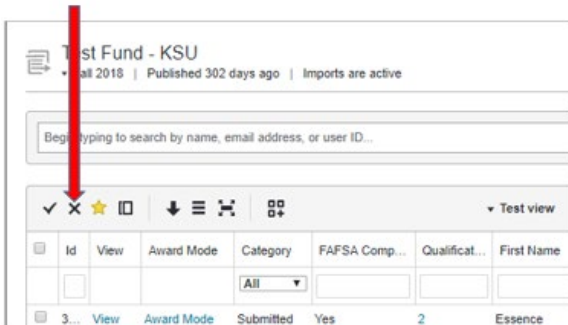 Test Fund - KSU
all 2018 | Published 302 days ago | Imports are active
Begin typing to search by name, email address, or user ID...
Test view
Id View Award Mode Category FAFSA Comp... Qualificat... First Name
All
3... View Award Mode Submitted Yes 2 Essence